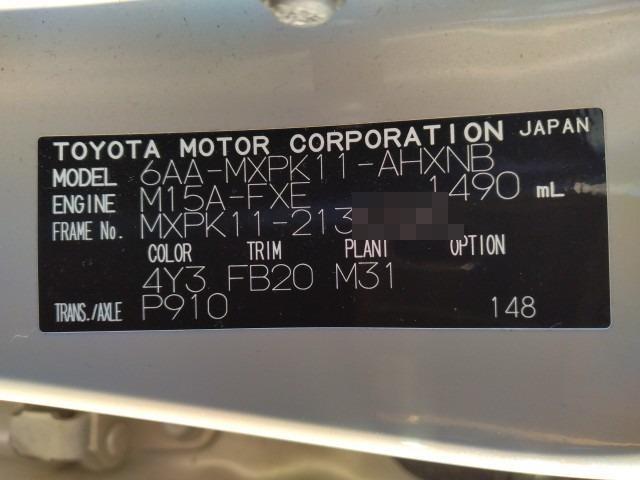 TOYOTA MOTOR CORPORATION JAPAN
MODEL 6AA-MXPK11-AHXNB
ENGINE M15A-FXE 1490 mL
FRAME No. MXPK11-213
COLOR TRIM PLANT OPTION
4Y3 FB20 M31
TRANS./AXLE P910 148